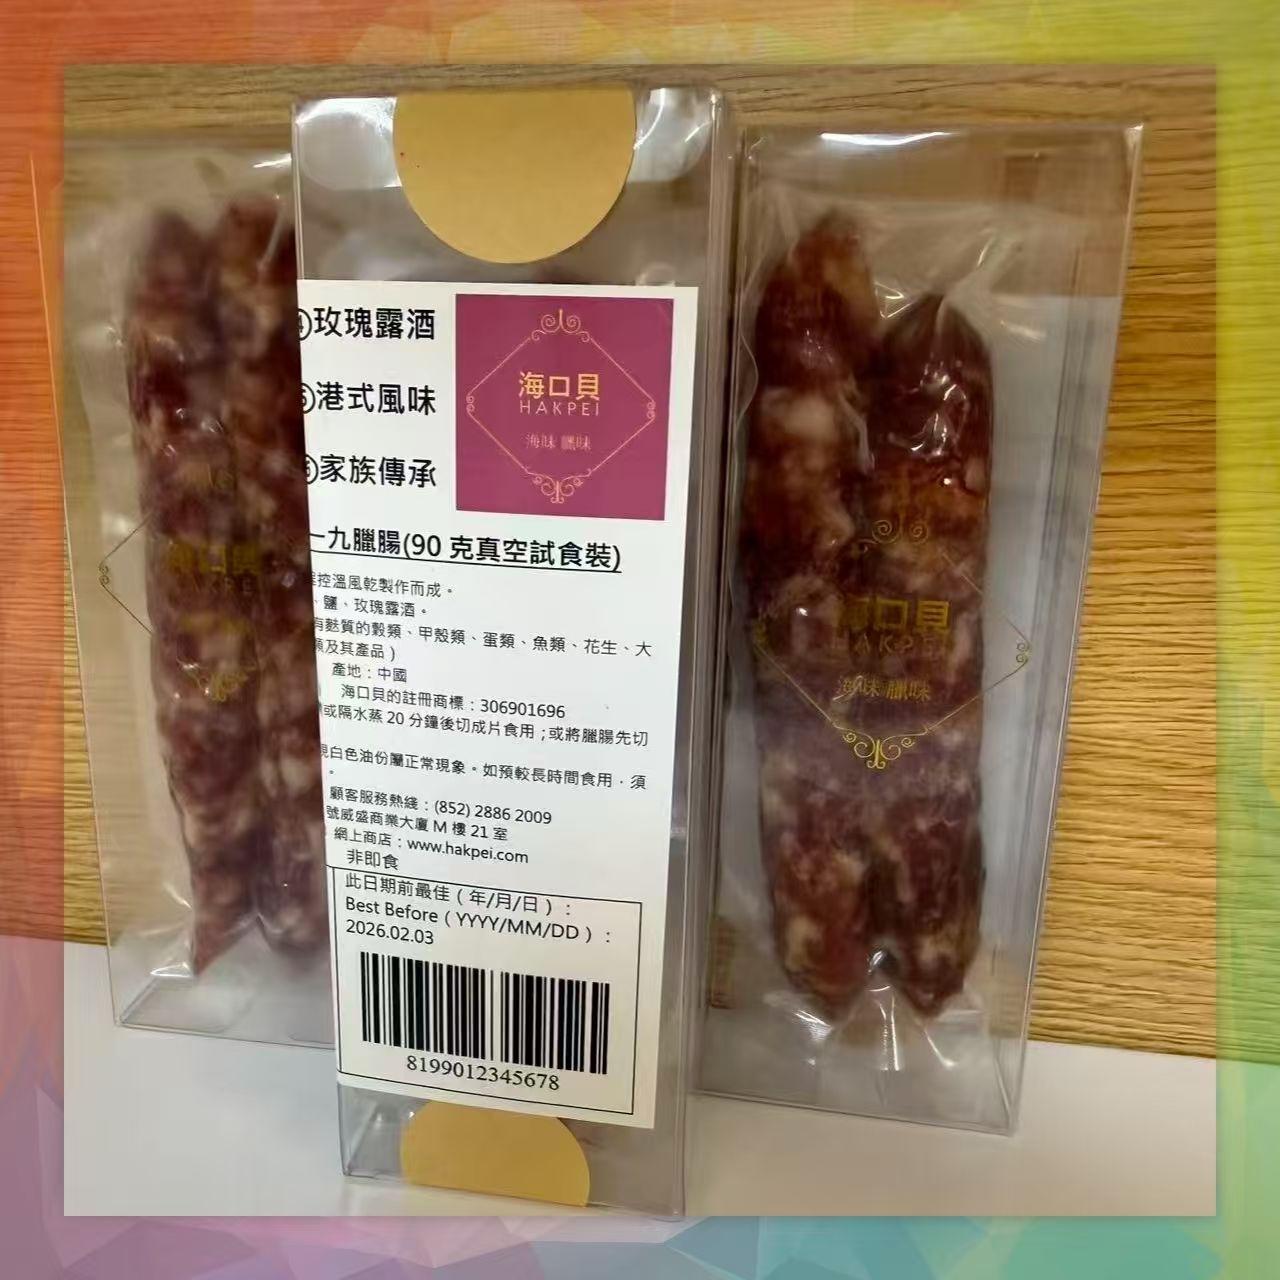 玫瑰露酒
港式風味
家族傳承
海口貝
HAKPEI
海味 臘味
一九臘腸(90 克真空試食裝)
控溫風乾製作而成。
、鹽、玫瑰露酒。
有麩質的穀類、甲殼類、蛋類、魚類、花生、大
類及其產品)
產地:中國
海口貝的註冊商標:306901696
或隔水蒸 20 分鐘後切成片食用;或將臘腸先切
現白色油份屬正常現象。如預較長時間食用,須
。
顧客服務熱綫:(852) 2886 2009
號威盛商業大廈 M 樓 21 室
網上商店:www.hakpei.com
非即食
此日期前最佳(年/月/日):
Best Before(YYYY/MM/DD):
2026.02.03
8199012345678
海口貝
HAKPEI
海口貝
HAKPEI
海味 臘味